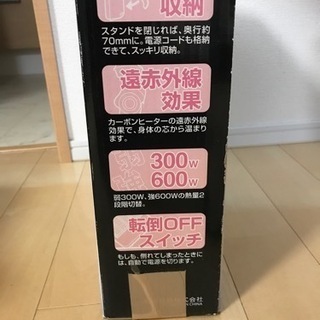 収納
スタンドを閉じれば、奥行約
70mmに。電源コードも格納
できて、スッキリ収納。
遠赤外線
効果
カーボンヒーターの遠赤外線
効果で、身体の芯から温まり
ます。
300W
600W
弱300W、強600Wの熱量2
段階切替。
転倒OFF
スイッチ
もしも、倒れてしまったときに
は、自動で電源を切ります。
会社
CHINA